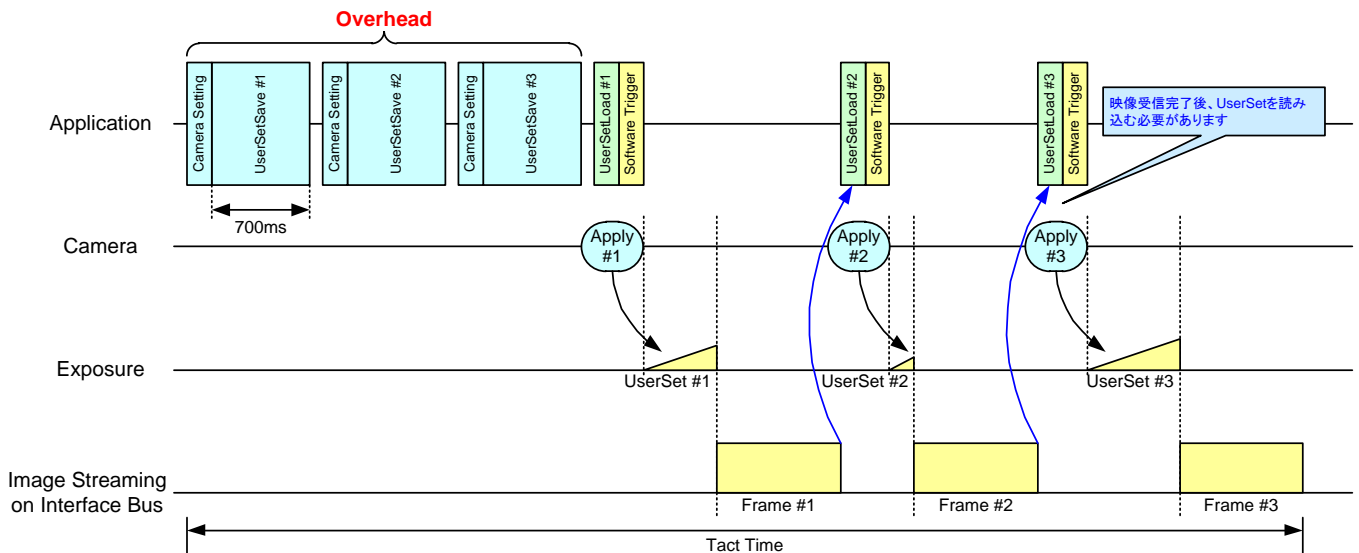 Overhead
Application
Camera Setting
UserSetSave #1
Camera Setting
UserSetSave #2
Camera Setting
UserSetSave #3
UserSetLoad #1
Software Trigger
UserSetLoad #2
Software Trigger
UserSetLoad #3
Software Trigger
映像受信完了後、UserSetを読み
込む必要があります
700ms
Camera
Apply
#1
Apply
#2
Apply
#3
Exposure
UserSet #1
UserSet #2
UserSet #3
Image Streaming
on Interface Bus
Frame #1
Frame #2
Frame #3
Tact Time